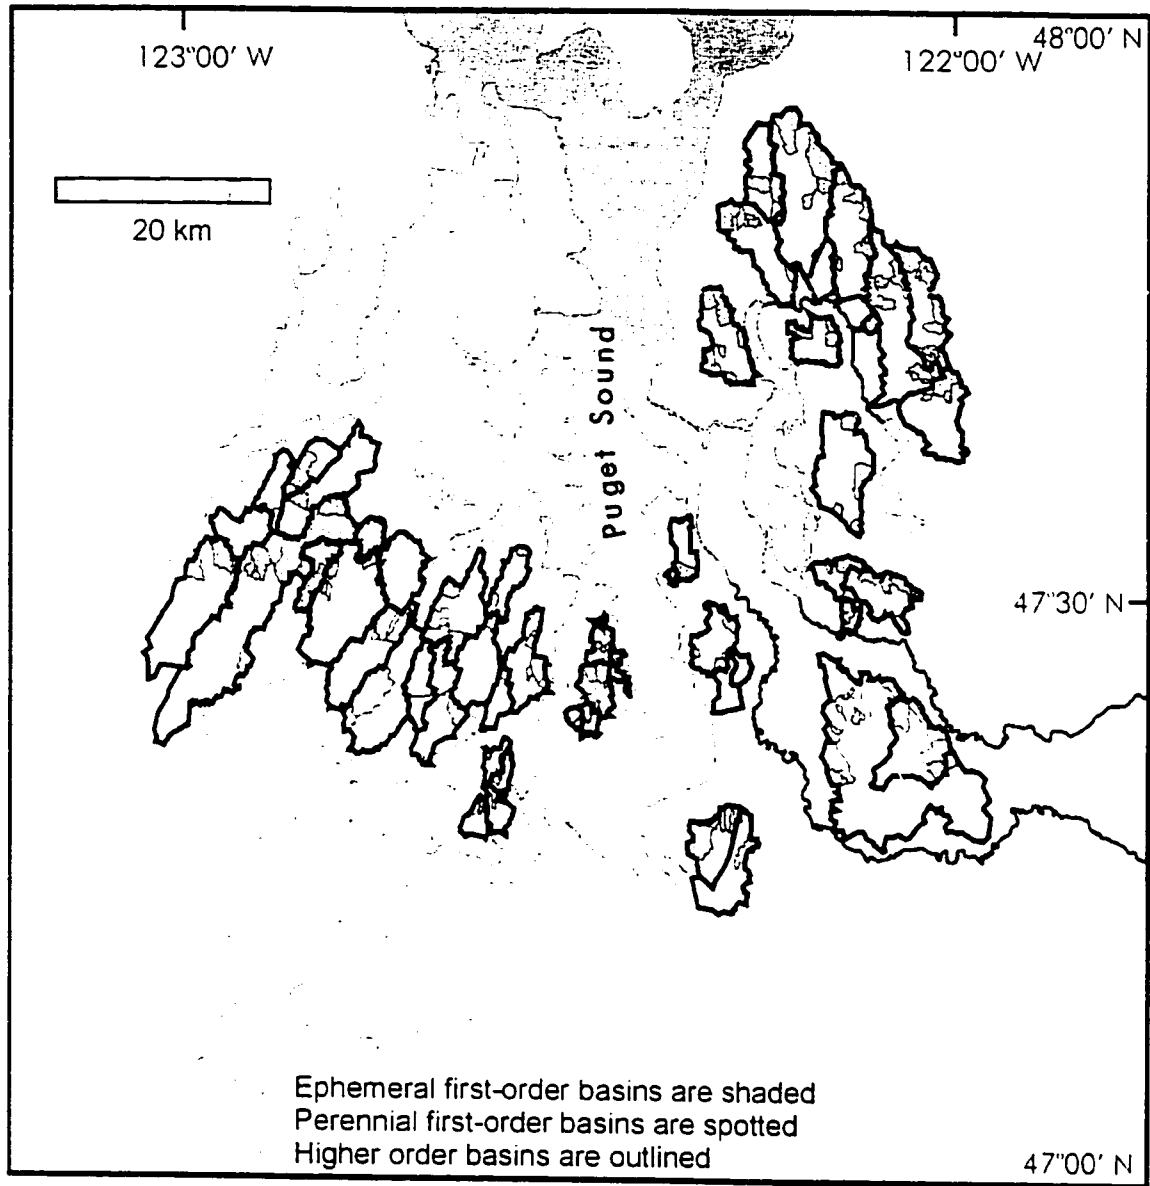 48"00' N
123"00' W
122"00' W
20 km
Puget Sound
47"30' N
Ephemeral first-order basins are shaded
Perennial first-order basins are spotted
Higher order basins are outlined
47"00' N